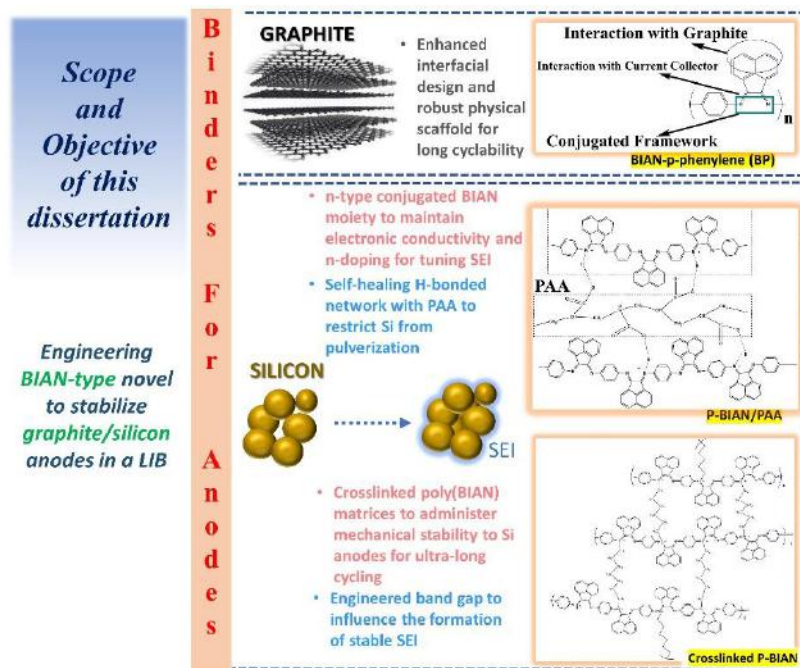 Scope
and
Objective
of this
dissertation
Engineering
BIAN-type novel
to stabilize
graphite/silicon
anodes in a LIB
Binders
For
Anodes
GRAPHITE
• Enhanced
interfacial
design and
robust physical
scaffold for
long cyclability
Interaction with Graphite
Interaction with Current Collector
n
Conjugated Framework
BIAN-p-phenylene (BP)
• n-type conjugated BIAN
moiety to maintain
electronic conductivity and
n-doping for tuning SEI
• Self-healing H-bonded
network with PAA to
restrict Si from
pulverization
SILICON
SEI
PAA
P-BIAN/PAA
• Crosslinked poly(BIAN)
matrices to administer
mechanical stability to Si
anodes for ultra-long
cycling
• Engineered band gap to
influence the formation
of stable SEI
Crosslinked P-BIAN